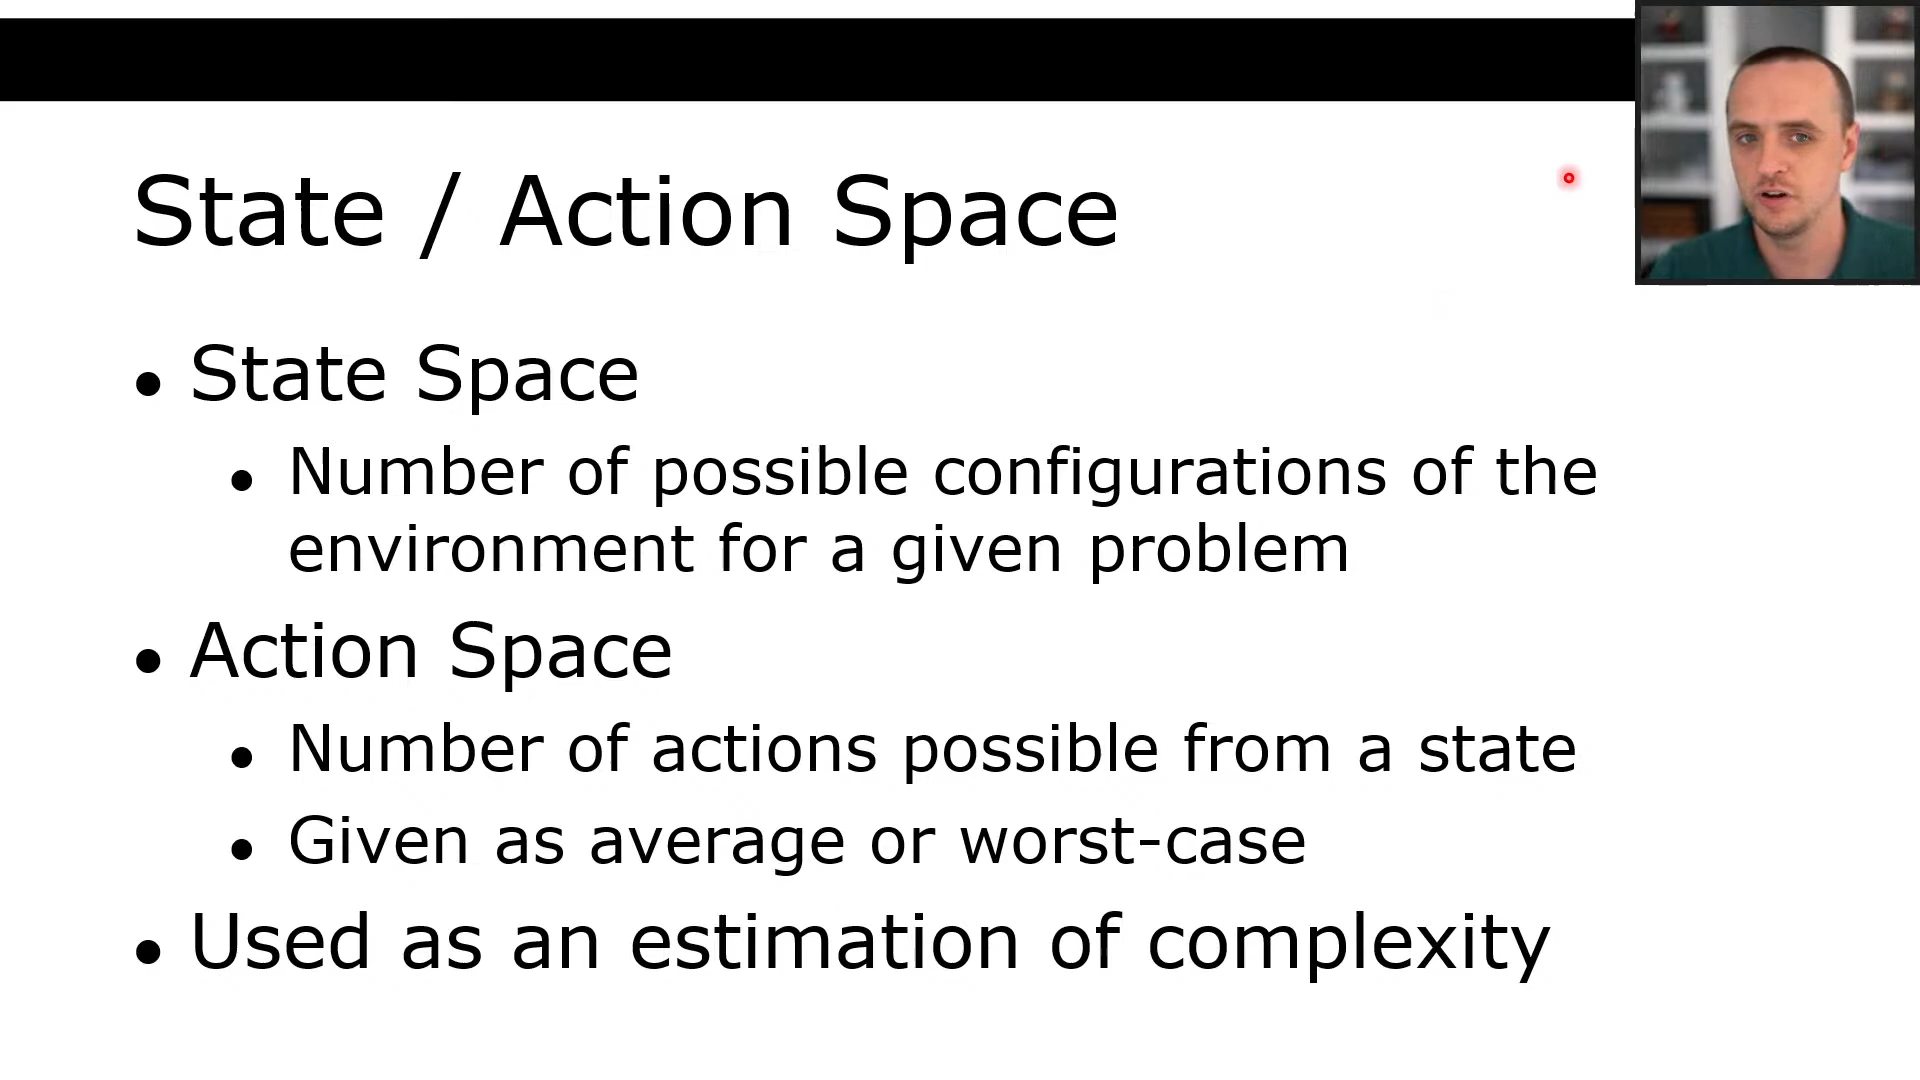 State / Action Space
• State Space
• Number of possible configurations of the
environment for a given problem
• Action Space
• Number of actions possible from a state
• Given as average or worst-case
• Used as an estimation of complexity